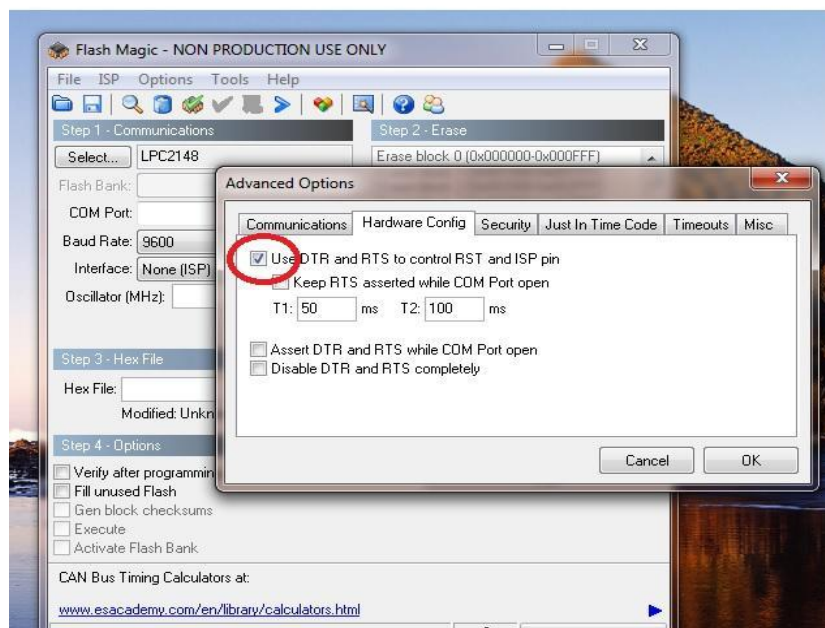 Flash Magic - NON PRODUCTION USE ONLY
File ISP Options Tools Help
Step 1 - Communications
Step 2 - Erase
Select... LPC2148
Erase block 0 (0x000000-0x000FFF)
Flash Bank:
COM Port:
Baud Rate: 9600
Interface: None (ISP)
Oscillator (MHz):
Advanced Options
Communications Hardware Config Security Just In Time Code Timeouts Misc
Use DTR and RTS to control RST and ISP pin
Keep RTS asserted while COM Port open
T1: 50 ms T2: 100 ms
Assert DTR and RTS while COM Port open
Disable DTR and RTS completely
Cancel OK
Step 3 - Hex File
Hex File:
Modified: Unkn
Step 4 - Options
Verify after programmin
Fill unused Flash
Gen block checksums
Execute
Activate Flash Bank
CAN Bus Timing Calculators at:
www.esacademy.com/en/library/calculators.html